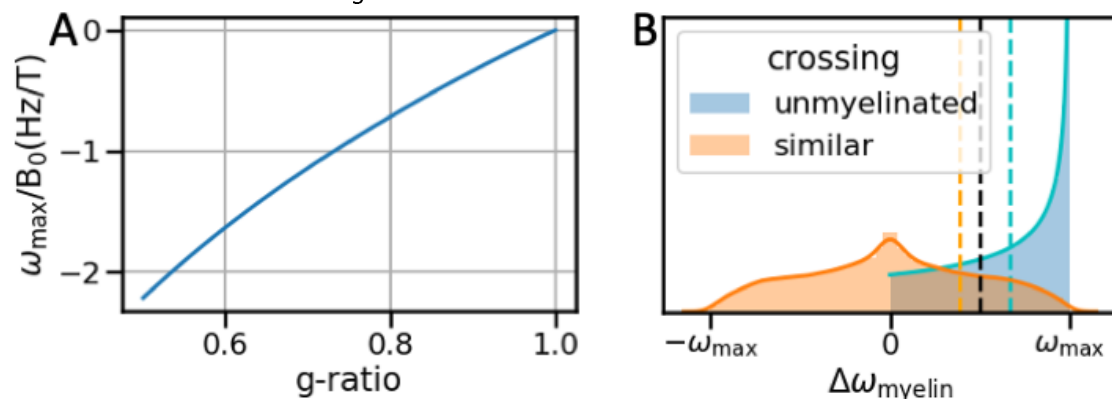 A
ω_max/B_0(Hz/T)
0
−1
−2
0.6
0.8
1.0
g-ratio
B
crossing
unmyelinated
similar
−ω_max
0
ω_max
Δω_myelin